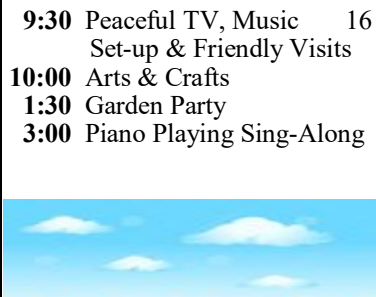 9:30 Peaceful TV, Music 16
Set-up & Friendly Visits
10:00 Arts & Crafts
1:30 Garden Party
3:00 Piano Playing Sing-Along